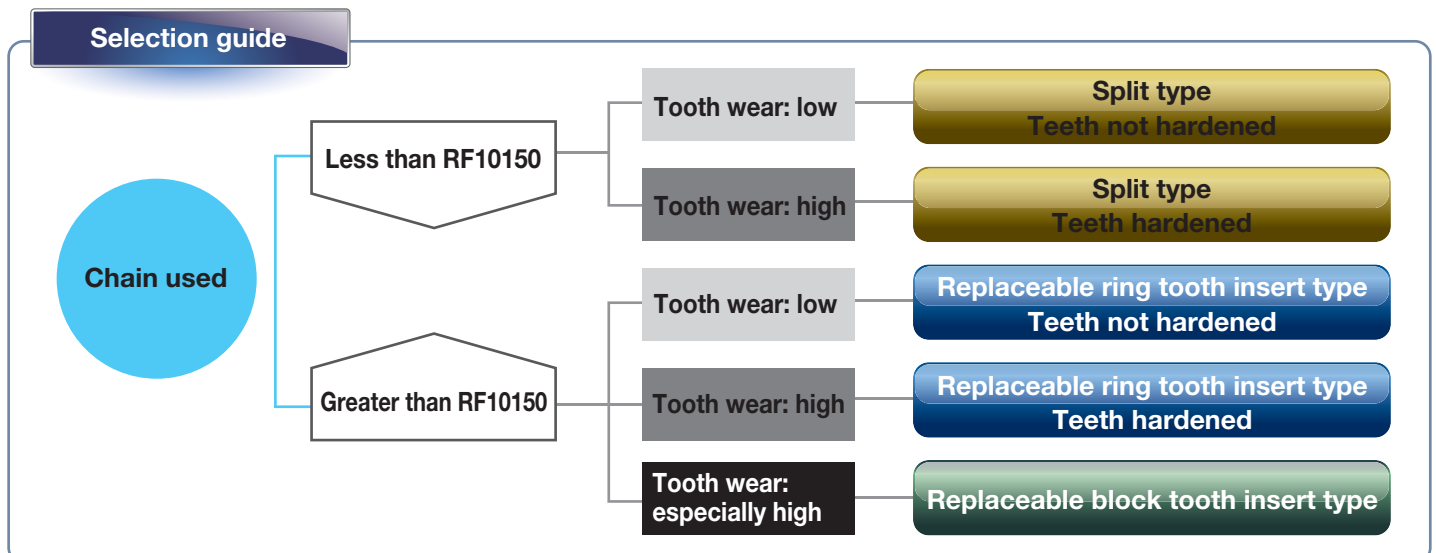 Selection guide
Chain used
Less than RF10150
Tooth wear: low
Split type
Teeth not hardened
Tooth wear: high
Split type
Teeth hardened
Greater than RF10150
Tooth wear: low
Replaceable ring tooth insert type
Teeth not hardened
Tooth wear: high
Replaceable ring tooth insert type
Teeth hardened
Tooth wear:
especially high
Replaceable block tooth insert type